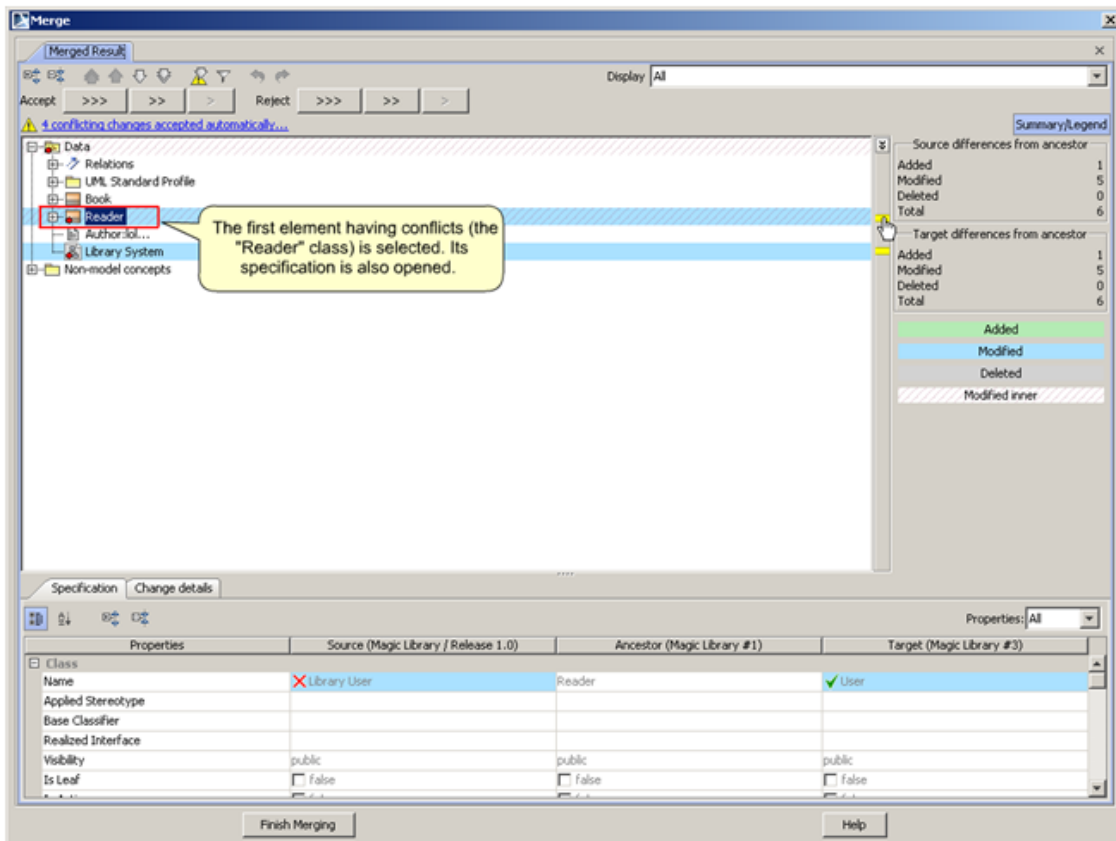 Merge
Merged Result
Display All
Accept >>> >> > Reject >>> >> >
4 conflicting changes accepted automatically...
Summary/Legend
Data
Relations
UML Standard Profile
Book
Reader
Author:lol...
Library System
Non-model concepts
The first element having conflicts (the
"Reader" class) is selected. Its
specification is also opened.
Source differences from ancestor
Added 1
Modified 5
Deleted 0
Total 6
Target differences from ancestor
Added 1
Modified 5
Deleted 0
Total 6
Added
Modified
Deleted
Modified inner
Specification Change details
Properties: All
Properties Source (Magic Library / Release 1.0) Ancestor (Magic Library #1) Target (Magic Library #3)
Class
Name Library User Reader User
Applied Stereotype
Base Classifier
Realized Interface
Visibility public public public
Is Leaf false false false
Finish Merging Help